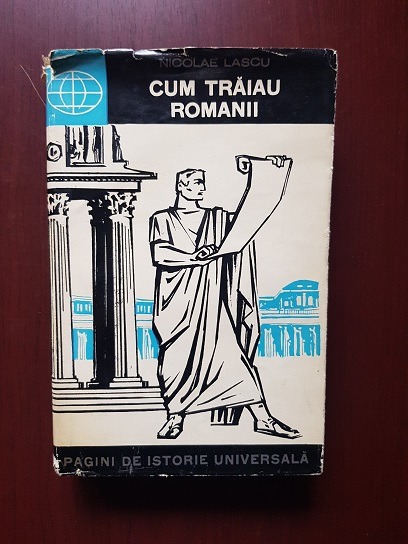 NICOLAE LASCU
CUM TRĂIAU
ROMANII
PAGINI DE ISTORIE UNIVERSALĂ